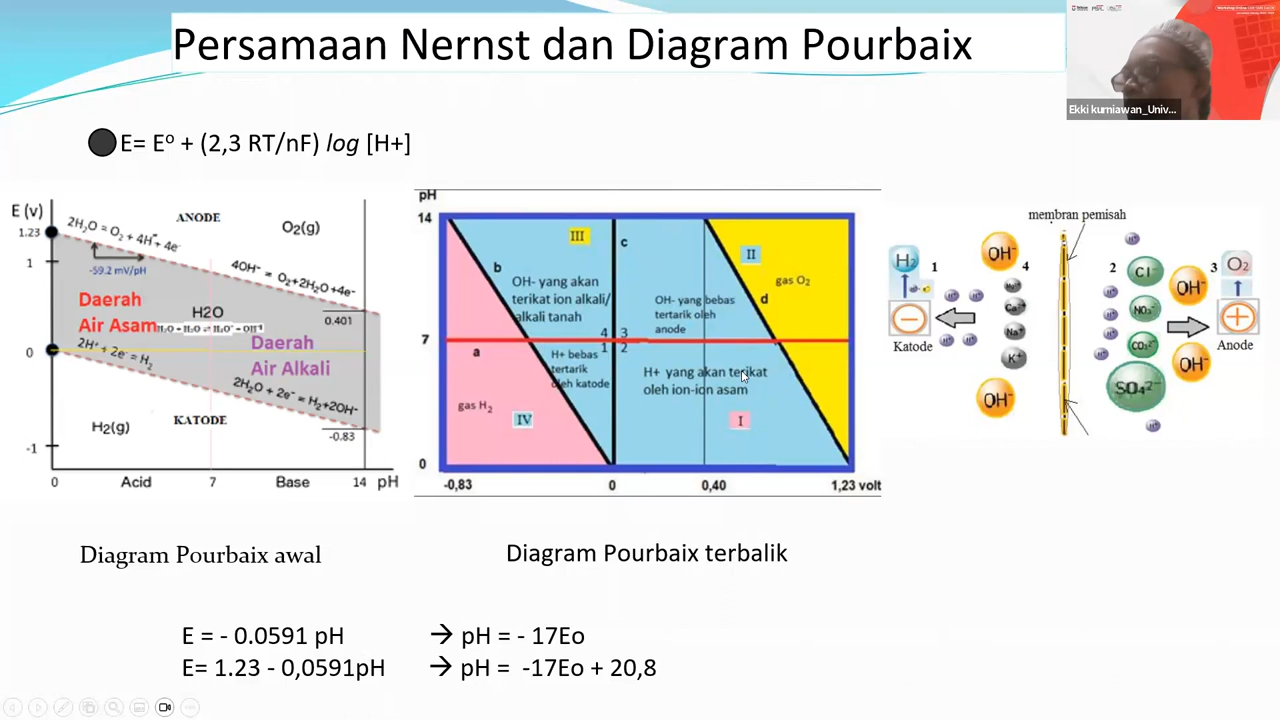 Persamaan Nernst dan Diagram Pourbaix
Ekki kurniawan_Univ...
E= Eº + (2,3 RT/nF) log [H+]
E (v)
1.23
1
0
-1
ANODE
2H₂O = O₂ + 4H⁺ + 4e⁻
O₂(g)
-59.2 mV/pH
4OH⁻ = O₂+2H₂O+4e⁻
Daerah
Air Asam
H2O
0.401
Daerah
Air Alkali
2H⁺ + 2e⁻ = H₂
2H₂O + 2e⁻ = H₂+2OH⁻
H₂(g)
KATODE
-0.83
0 Acid 7 Base 14 pH
pH
14
7
0
III
c
II
b
OH- yang akan
terikat ion alkali/
alkali tanah
gas O₂
OH- yang bebas
tertarik oleh
anode
d
4 3
1 2
a
H+ bebas
tertarik
oleh katode
H+ yang akan terikat
oleh ion-ion asam
gas H₂
IV
I
-0,83 0 0,40 1,23 volt
membran pemisah
H₂ 1 OH⁻ 4 2 Cl⁻ 3 O₂
OH⁻
Ca²⁺
NO₃⁻
Na⁺
Katode
Anode
K⁺
CO₃²⁻
OH⁻
SO₄²⁻
OH⁻
Diagram Pourbaix awal
Diagram Pourbaix terbalik
E = - 0.0591 pH → pH = - 17Eo
E= 1.23 - 0,0591pH → pH = -17Eo + 20,8